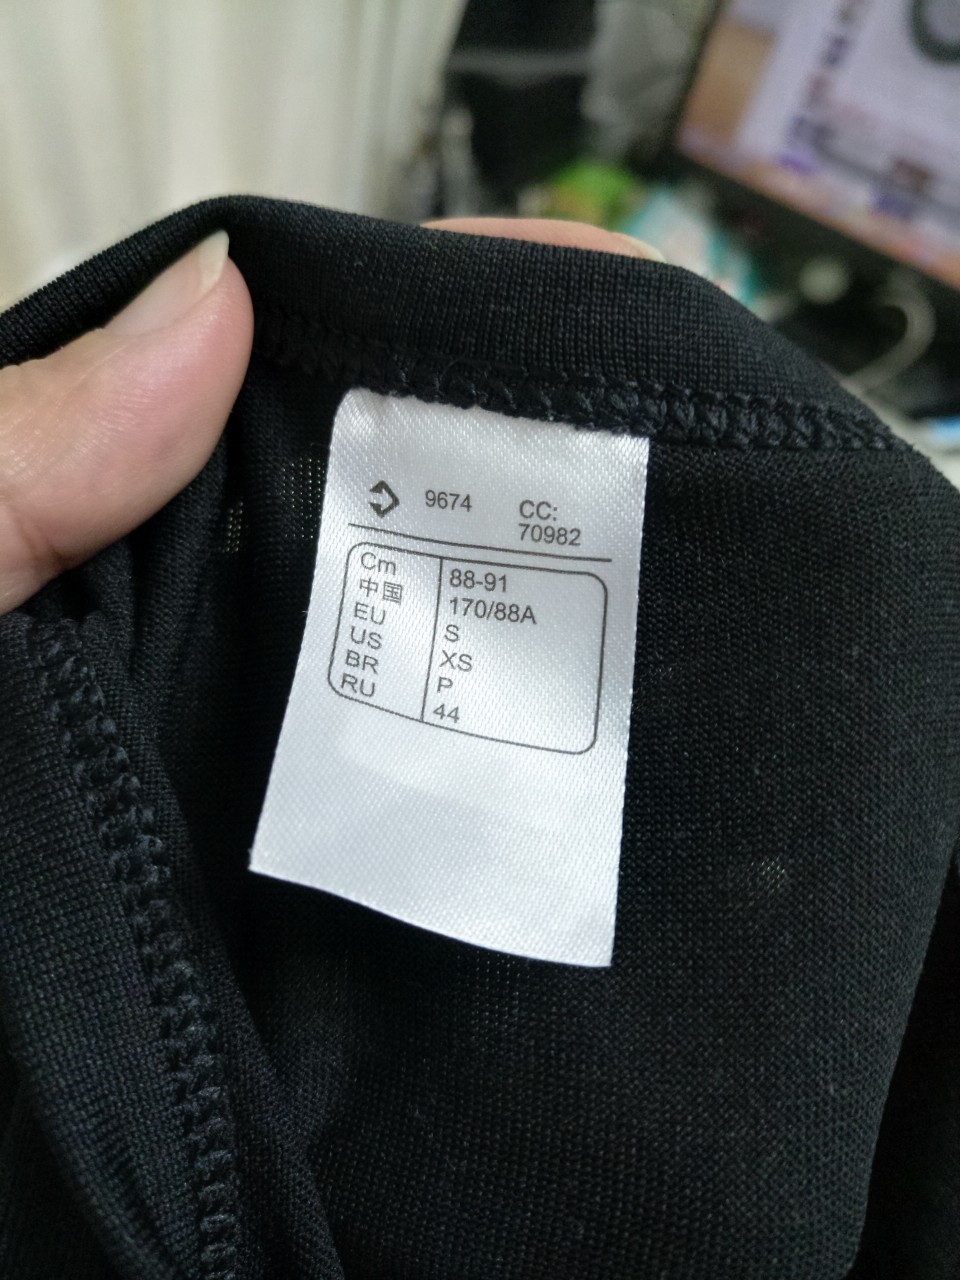 9674 CC:
70982
Cm 88-91
中国 170/88A
EU S
US XS
BR P
RU 44